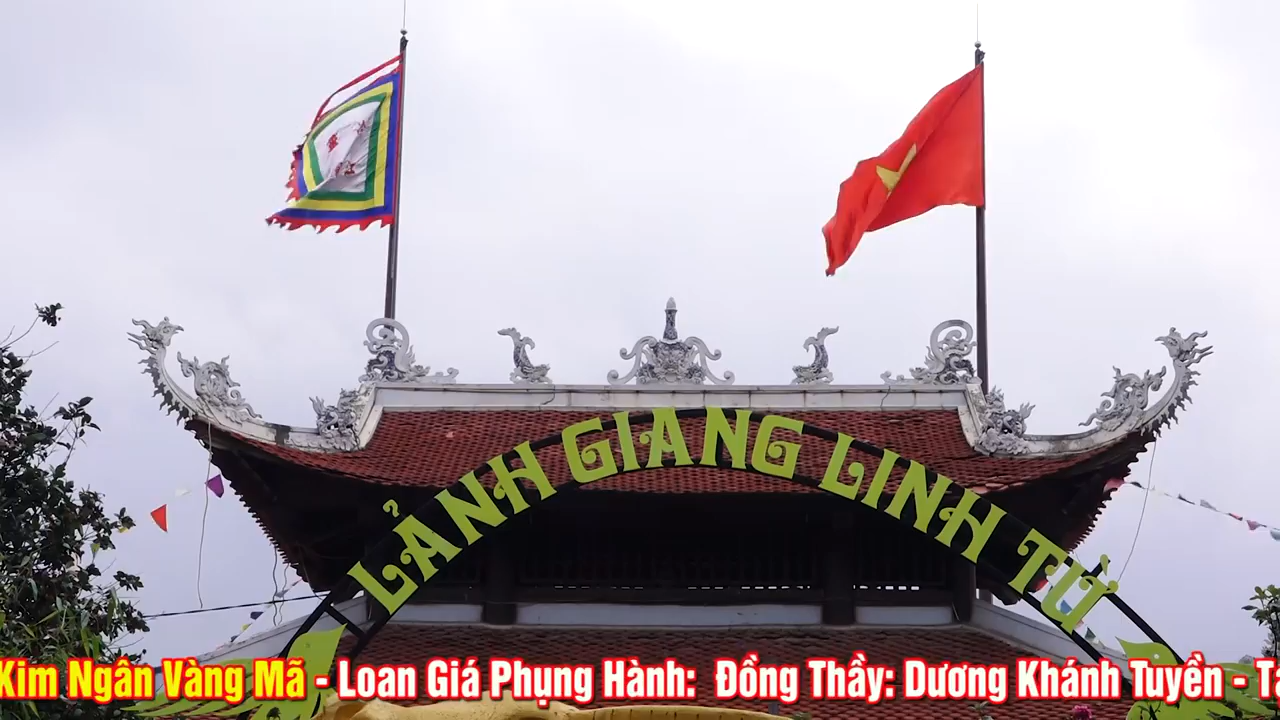 LẢNH GIANG LINH TỪ
Kim Ngân Vàng Mã - Loan Giá Phụng Hành: Đồng Thầy: Dương Khánh Tuyền -